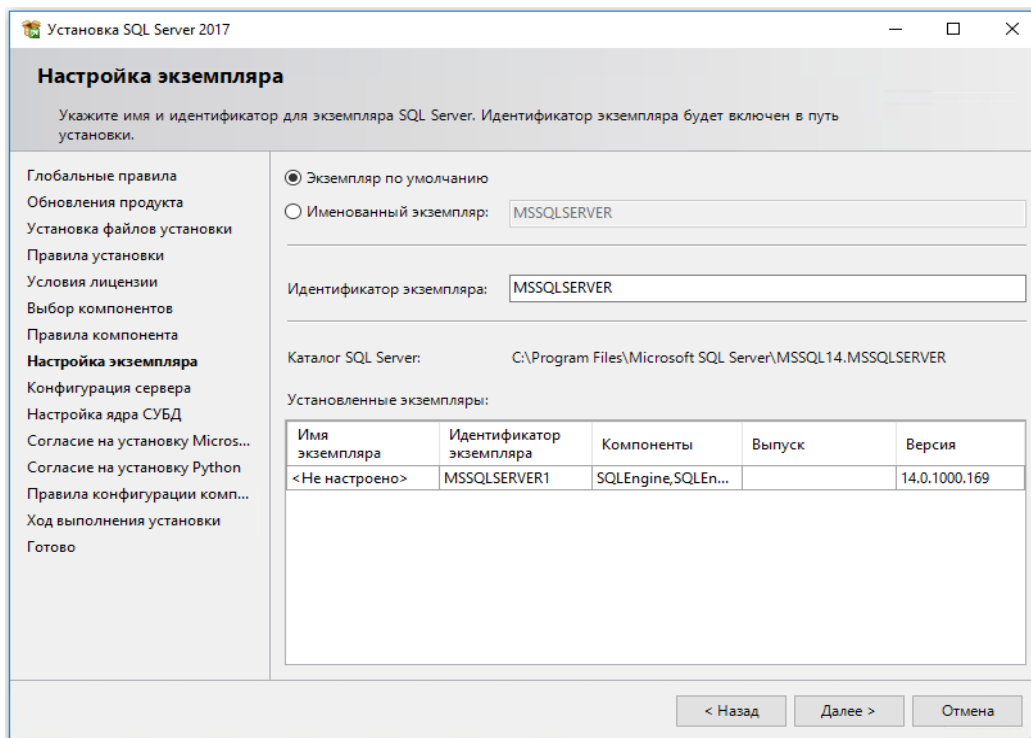 Установка SQL Server 2017
Настройка экземпляра
Укажите имя и идентификатор для экземпляра SQL Server. Идентификатор экземпляра будет включен в путь
установки.
Глобальные правила
Обновления продукта
Установка файлов установки
Правила установки
Условия лицензии
Выбор компонентов
Правила компонента
Настройка экземпляра
Конфигурация сервера
Настройка ядра СУБД
Согласие на установку Micros...
Согласие на установку Python
Правила конфигурации комп...
Ход выполнения установки
Готово
Экземпляр по умолчанию
Именованный экземпляр: MSSQLSERVER
Идентификатор экземпляра: MSSQLSERVER
Каталог SQL Server: C:\Program Files\Microsoft SQL Server\MSSQL14.MSSQLSERVER
Установленные экземпляры:
Имя экземпляра Идентификатор экземпляра Компоненты Выпуск Версия
<Не настроено> MSSQLSERVER1 SQLEngine,SQLEn... 14.0.1000.169
< Назад Далее > Отмена